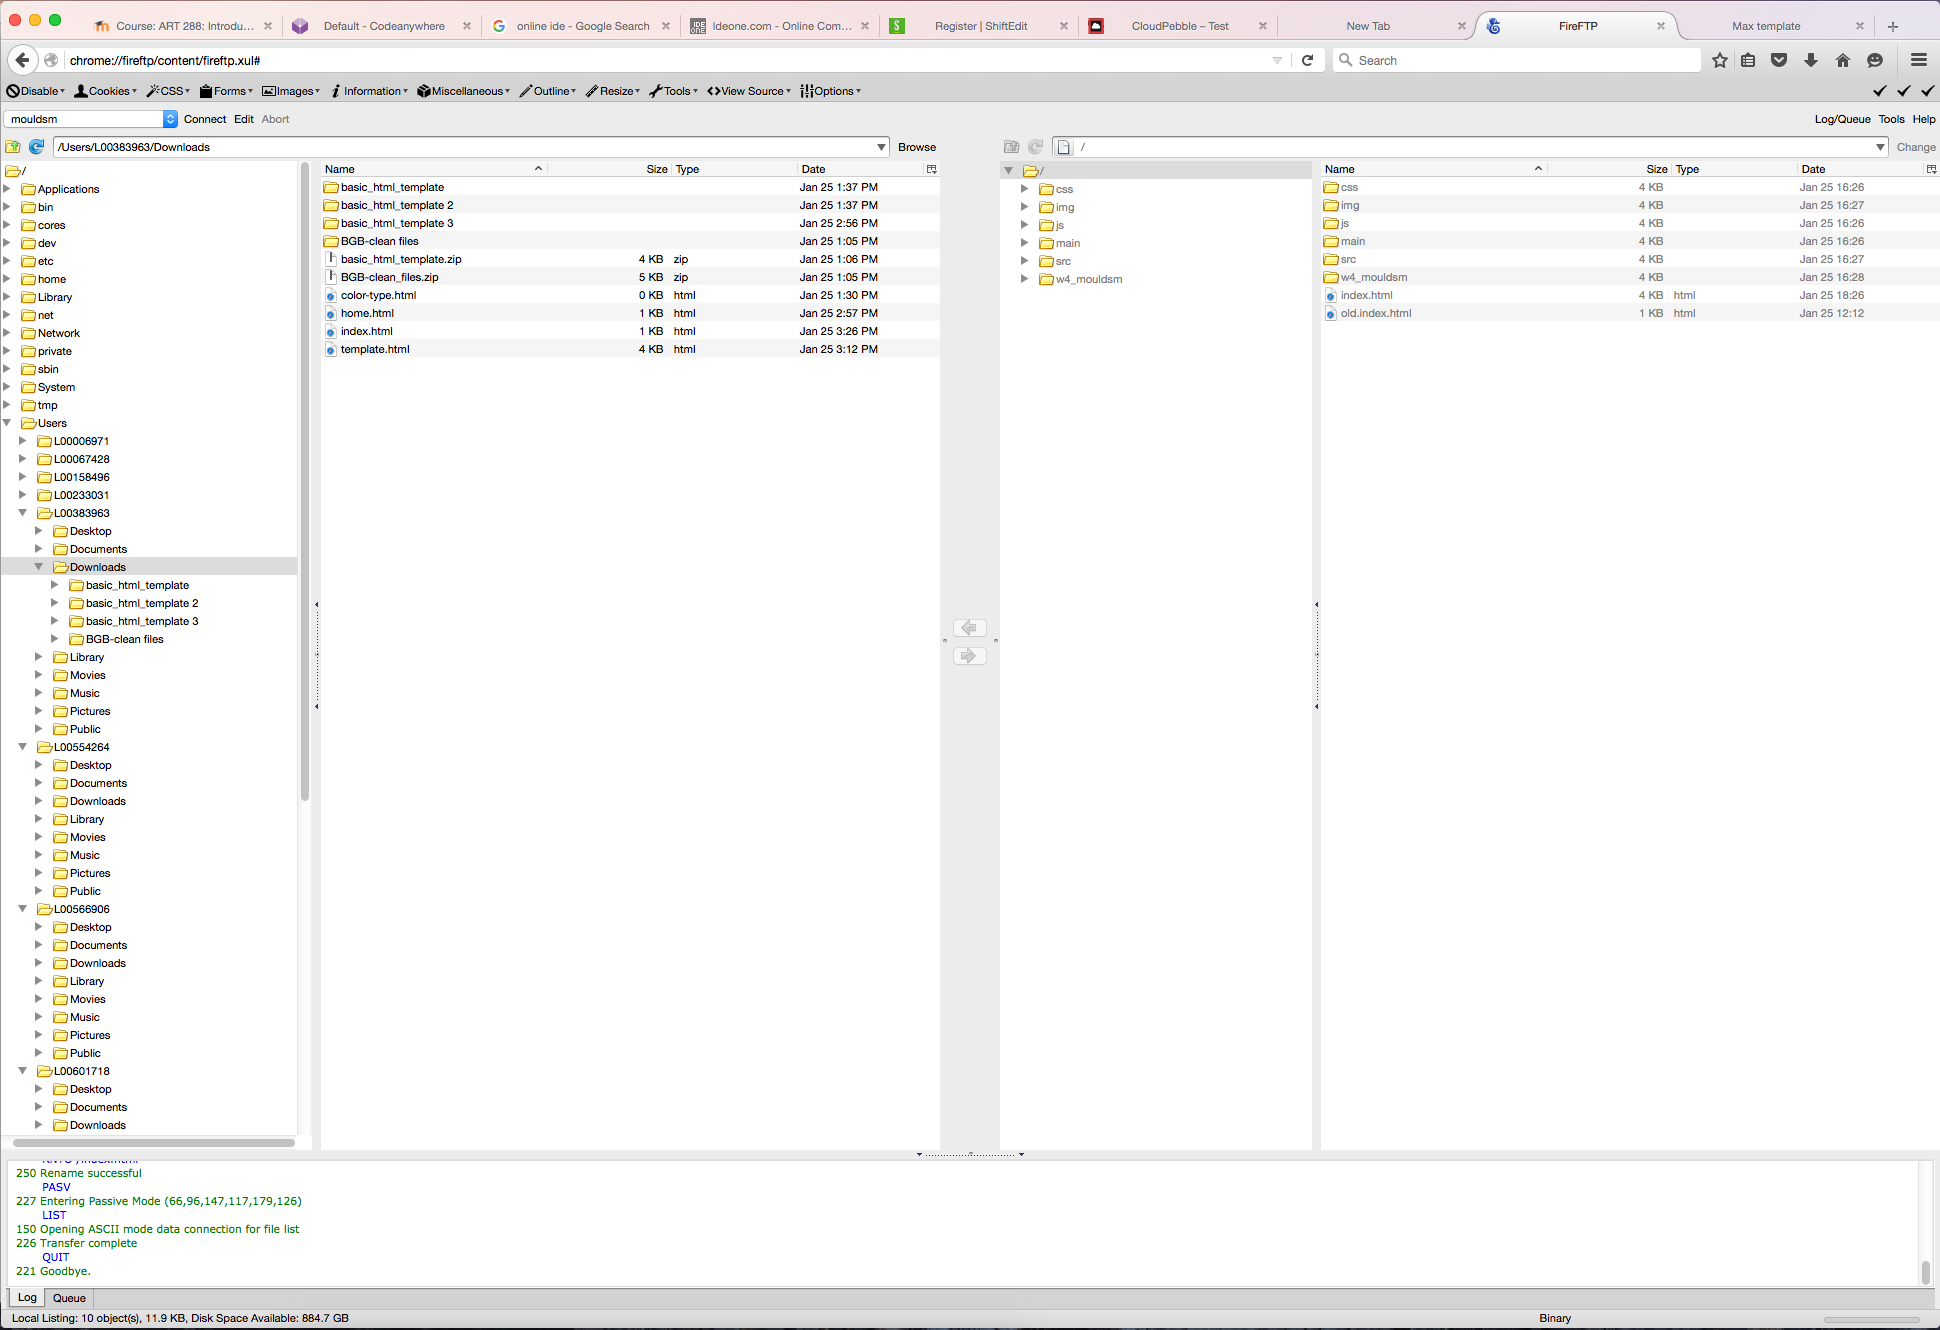 Course: ART 288: Introdu...
Default - Codeanywhere
online ide - Google Search
Ideone.com - Online Com...
Register | ShiftEdit
CloudPebble – Test
New Tab
FireFTP
Max template
chrome://fireftp/content/fireftp.xul#
Search
Disable Cookies CSS Forms Images Information Miscellaneous Outline Resize Tools View Source Options
mouldsm Connect Edit Abort
Log/Queue Tools Help
/Users/L00383963/Downloads
Browse
/
Change
/
Applications
bin
cores
dev
etc
home
Library
net
Network
private
sbin
System
tmp
Users
L00006971
L00067428
L00158496
L00233031
L00383963
Desktop
Documents
Downloads
basic_html_template
basic_html_template 2
basic_html_template 3
BGB-clean files
Library
Movies
Music
Pictures
Public
L00554264
Desktop
Documents
Downloads
Library
Movies
Music
Pictures
Public
L00566906
Desktop
Documents
Downloads
Library
Movies
Music
Pictures
Public
L00601718
Desktop
Documents
Downloads
Name Size Type Date
basic_html_template Jan 25 1:37 PM
basic_html_template 2 Jan 25 1:37 PM
basic_html_template 3 Jan 25 2:56 PM
BGB-clean files Jan 25 1:05 PM
basic_html_template.zip 4 KB zip Jan 25 1:06 PM
BGB-clean_files.zip 5 KB zip Jan 25 1:05 PM
color-type.html 0 KB html Jan 25 1:30 PM
home.html 1 KB html Jan 25 2:57 PM
index.html 1 KB html Jan 25 3:26 PM
template.html 4 KB html Jan 25 3:12 PM
/
css
img
js
main
src
w4_mouldsm
Name Size Type Date
css 4 KB Jan 25 16:26
img 4 KB Jan 25 16:27
js 4 KB Jan 25 16:26
main 4 KB Jan 25 16:26
src 4 KB Jan 25 16:27
w4_mouldsm 4 KB Jan 25 16:28
index.html 4 KB html Jan 25 18:26
old.index.html 1 KB html Jan 25 12:12
250 Rename successful
PASV
227 Entering Passive Mode (66,96,147,117,179,126)
LIST
150 Opening ASCII mode data connection for file list
226 Transfer complete
QUIT
221 Goodbye.
Log Queue
Local Listing: 10 object(s), 11.9 KB, Disk Space Available: 884.7 GB
Binary